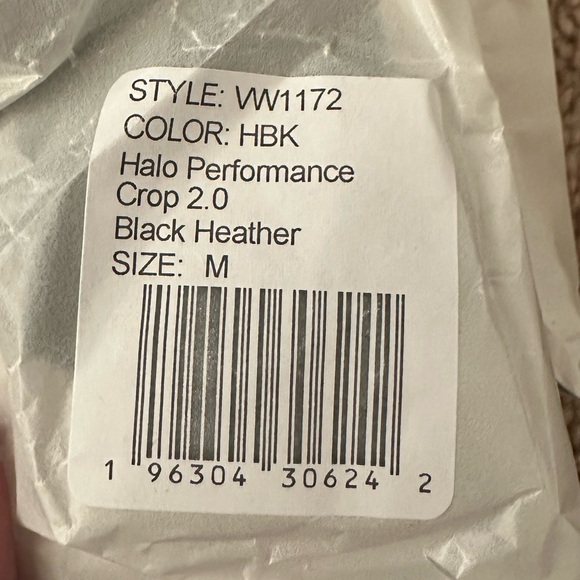 STYLE: VW1172
COLOR: HBK
Halo Performance
Crop 2.0
Black Heather
SIZE: M
1 96304 30624 2